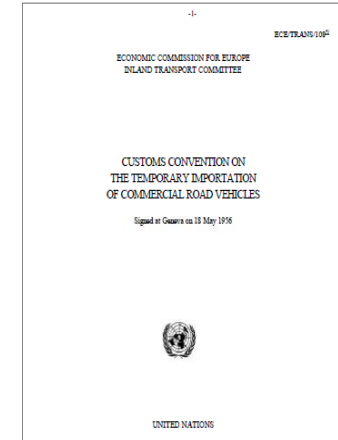 -1-
ECE/TRANS/108
ECONOMIC COMMISSION FOR EUROPE
INLAND TRANSPORT COMMITTEE
CUSTOMS CONVENTION ON
THE TEMPORARY IMPORTATION
OF COMMERCIAL ROAD VEHICLES
Signed at Geneva on 18 May 1956
UNITED NATIONS